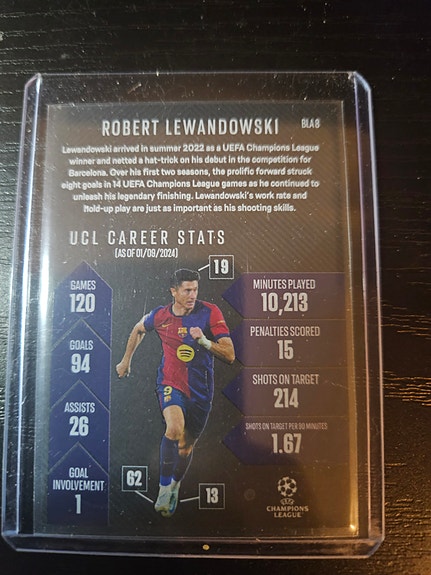 ROBERT LEWANDOWSKI BLA8
Lewandowski arrived in summer 2022 as a UEFA Champions League
winner and netted a hat-trick on his debut in the competition for
Barcelona. Over his first two seasons, the prolific forward struck
eight goals in 14 UEFA Champions League games as he continued to
unleash his legendary finishing. Lewandowski's work rate and
hold-up play are just as important as his shooting skills.
UCL CAREER STATS
(AS OF 01/09/2024)
19
GAMES
120
GOALS
94
ASSISTS
26
GOAL
INVOLVEMENT
1
MINUTES PLAYED
10,213
PENALTIES SCORED
15
SHOTS ON TARGET
214
SHOTS ON TARGET PER 90 MINUTES
1.67
9
62
13
CHAMPIONS
LEAGUE